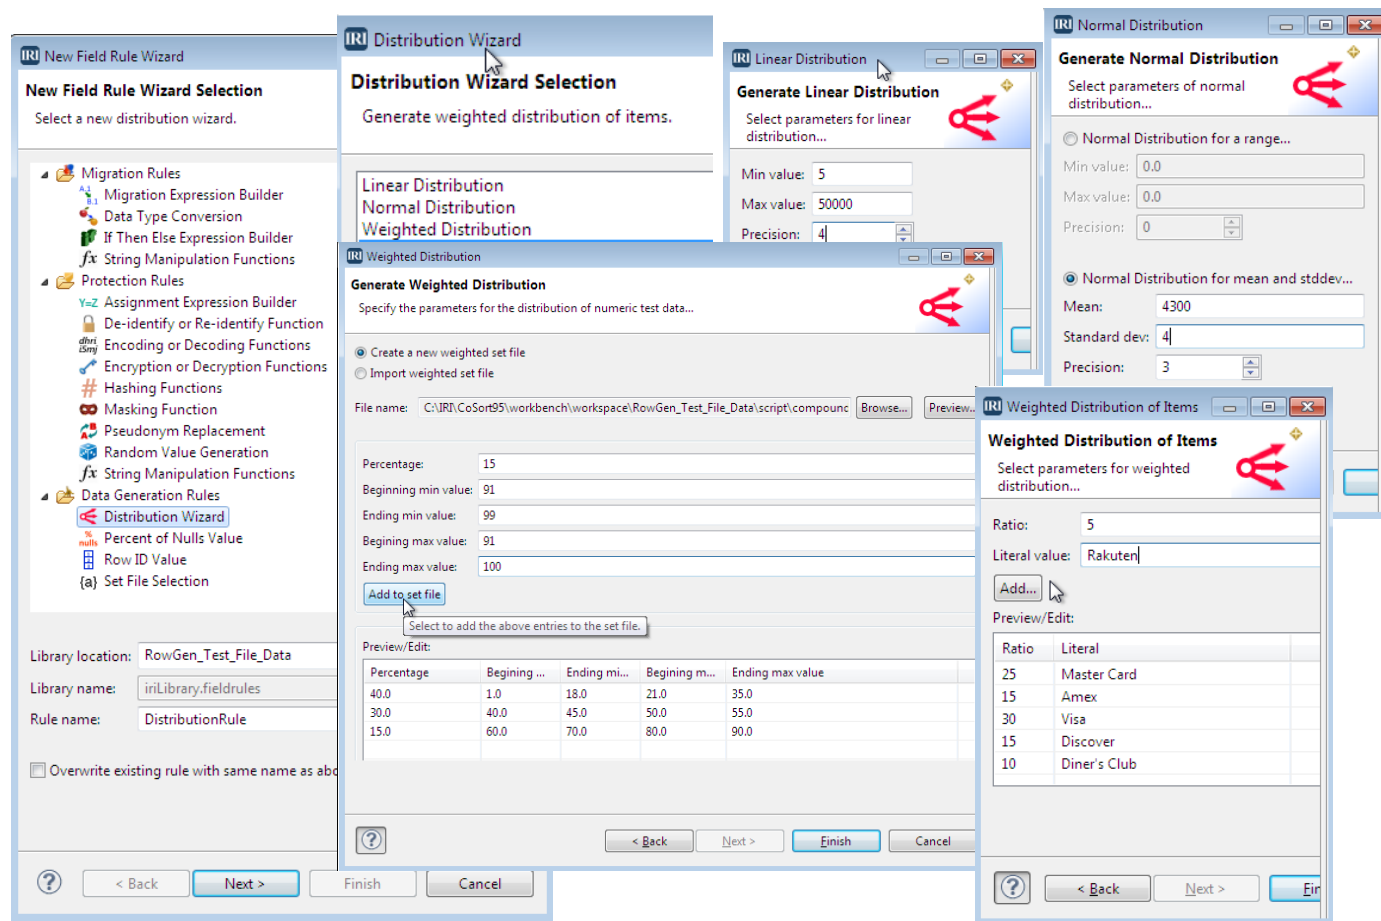 IRI New Field Rule Wizard
New Field Rule Wizard Selection
Select a new distribution wizard.
Migration Rules
A.1 B.1 Migration Expression Builder
Data Type Conversion
If Then Else Expression Builder
fx String Manipulation Functions
Protection Rules
Y=Z Assignment Expression Builder
De-identify or Re-identify Function
dhri iSmj Encoding or Decoding Functions
Encryption or Decryption Functions
# Hashing Functions
Masking Function
Pseudonym Replacement
Random Value Generation
fx String Manipulation Functions
Data Generation Rules
Distribution Wizard
% nulls Percent of Nulls Value
Row ID Value
{a} Set File Selection
Library location: RowGen_Test_File_Data
Library name: iriLibrary.fieldrules
Rule name: DistributionRule
Overwrite existing rule with same name as abo
? < Back Next > Finish Cancel
IRI Distribution Wizard
Distribution Wizard Selection
Generate weighted distribution of items.
Linear Distribution
Normal Distribution
Weighted Distribution
IRI Linear Distribution
Generate Linear Distribution
Select parameters for linear
distribution...
Min value: 5
Max value: 50000
Precision: 4
IRI Normal Distribution
Generate Normal Distribution
Select parameters of normal
distribution...
Normal Distribution for a range...
Min value: 0.0
Max value: 0.0
Precision: 0
Normal Distribution for mean and stddev...
Mean: 4300
Standard dev: 4
Precision: 3
IRI Weighted Distribution
Generate Weighted Distribution
Specify the parameters for the distribution of numeric test data...
Create a new weighted set file
Import weighted set file
File name: C:\IRI\CoSort95\workbench\workspace\RowGen_Test_File_Data\script\compounc Browse... Preview...
Percentage: 15
Beginning min value: 91
Ending min value: 99
Begining max value: 91
Ending max value: 100
Add to set file
Select to add the above entries to the set file.
Preview/Edit:
Percentage Begining ... Ending mi... Begining m... Ending max value
40.0 1.0 18.0 21.0 35.0
30.0 40.0 45.0 50.0 55.0
15.0 60.0 70.0 80.0 90.0
? < Back Next > Finish Cancel
IRI Weighted Distribution of Items
Weighted Distribution of Items
Select parameters for weighted
distribution...
Ratio: 5
Literal value: Rakuten
Add...
Preview/Edit:
Ratio Literal
25 Master Card
15 Amex
30 Visa
15 Discover
10 Diner's Club
? < Back Next > Fir